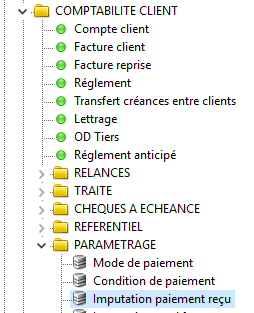 COMPTABILITE CLIENT
Compte client
Facture client
Facture reprise
Réglement
Transfert créances entre clients
Lettrage
OD Tiers
Réglement anticipé
RELANCES
TRAITE
CHEQUES A ECHEANCE
REFERENTIEL
PARAMETRAGE
Mode de paiement
Condition de paiement
Imputation paiement reçu